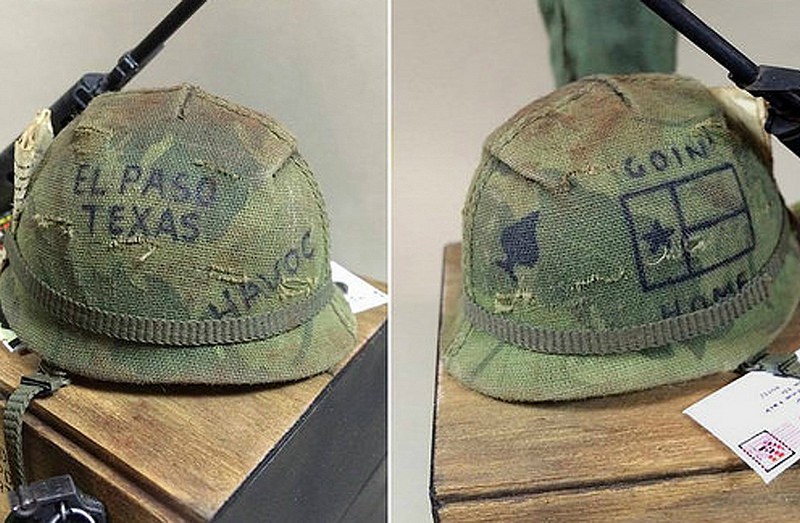 EL PASO
TEXAS
HAVOC
GOIN'
HOME